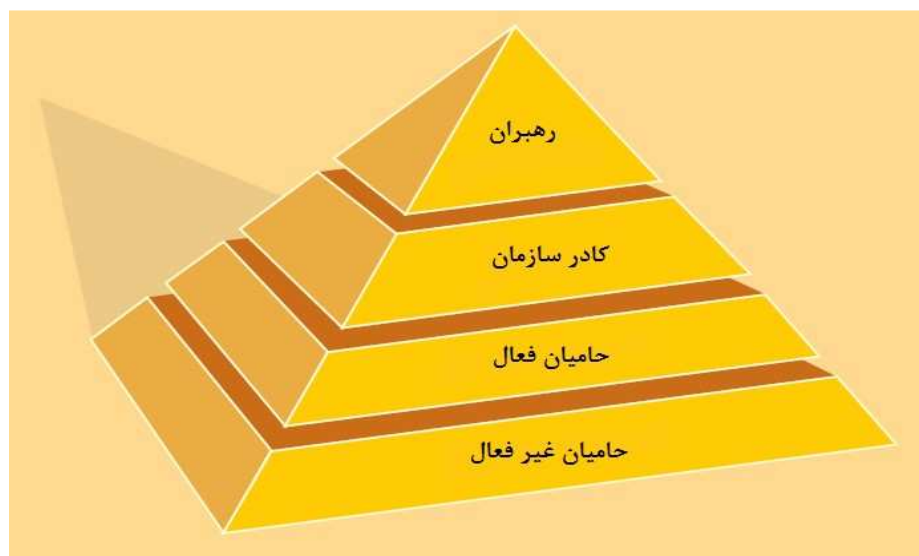 رهبران
کادر سازمان
حامیان فعال
حامیان غیر فعال